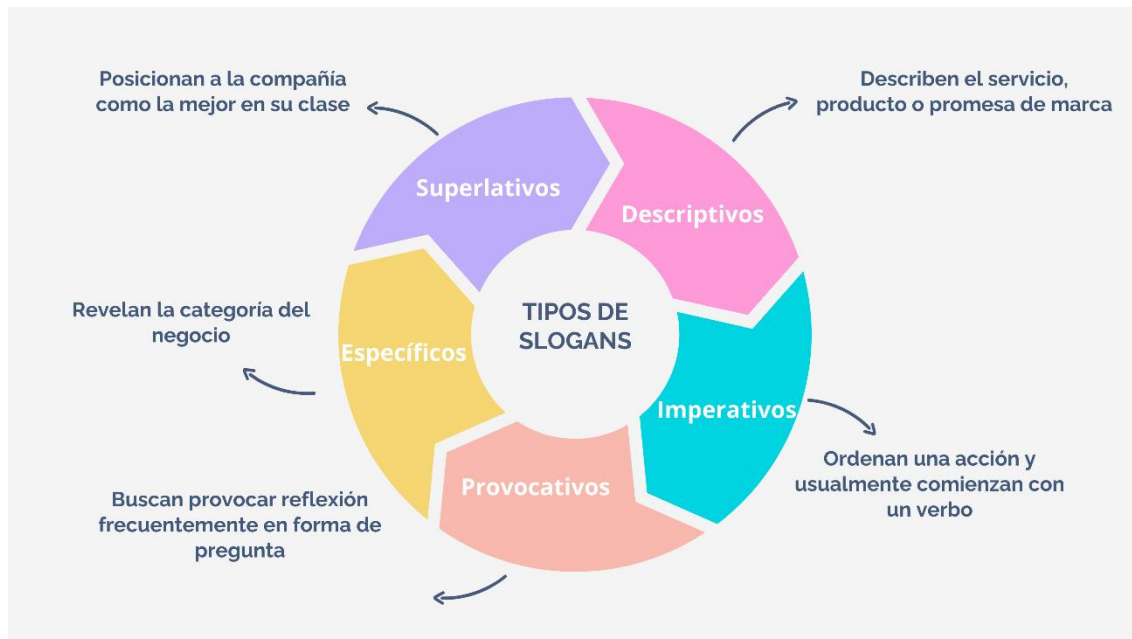 Posicionan a la compañía
como la mejor en su clase
Describen el servicio,
producto o promesa de marca
Superlativos
Descriptivos
TIPOS DE
SLOGANS
Revelan la categoría del
negocio
Específicos
Imperativos
Ordenan una acción y
usualmente comienzan con
un verbo
Provocativos
Buscan provocar reflexión
frecuentemente en forma de
pregunta